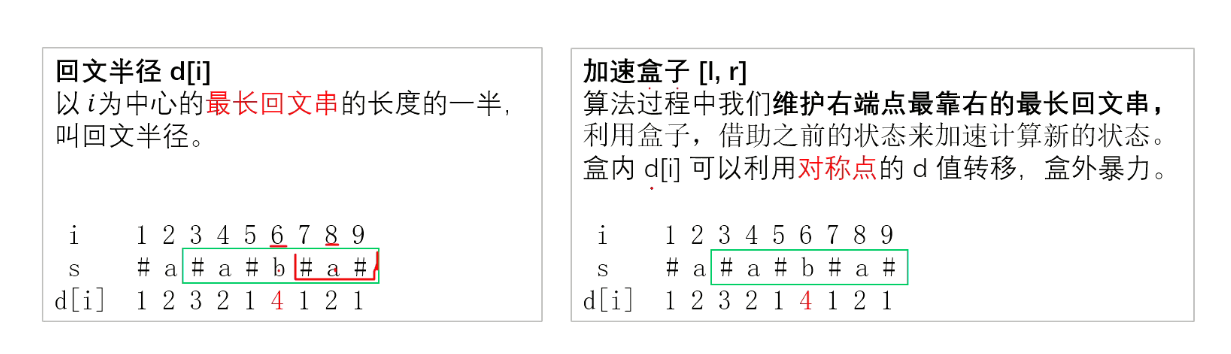 回文半径 d[i]
以 i为中心的最长回文串的长度的一半，
叫回文半径。
i 1 2 3 4 5 6 7 8 9
s # a # a # b # a #
d[i] 1 2 3 2 1 4 1 2 1
加速盒子 [l, r]
算法过程中我们维护右端点最靠右的最长回文串，
利用盒子，借助之前的状态来加速计算新的状态。
盒内 d[i] 可以利用对称点的 d 值转移，盒外暴力。
i 1 2 3 4 5 6 7 8 9
s # a # a # b # a #
d[i] 1 2 3 2 1 4 1 2 1